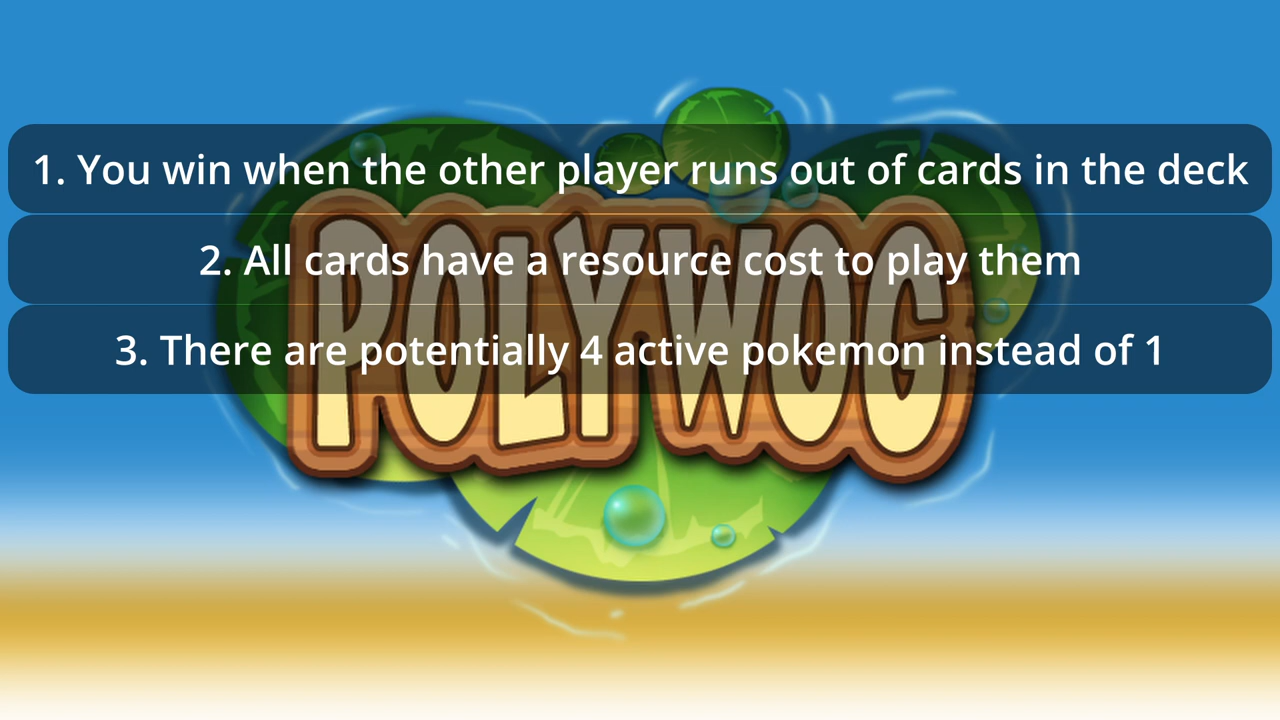 1. You win when the other player runs out of cards in the deck
2. All cards have a resource cost to play them
3. There are potentially 4 active pokemon instead of 1
POLYWOG